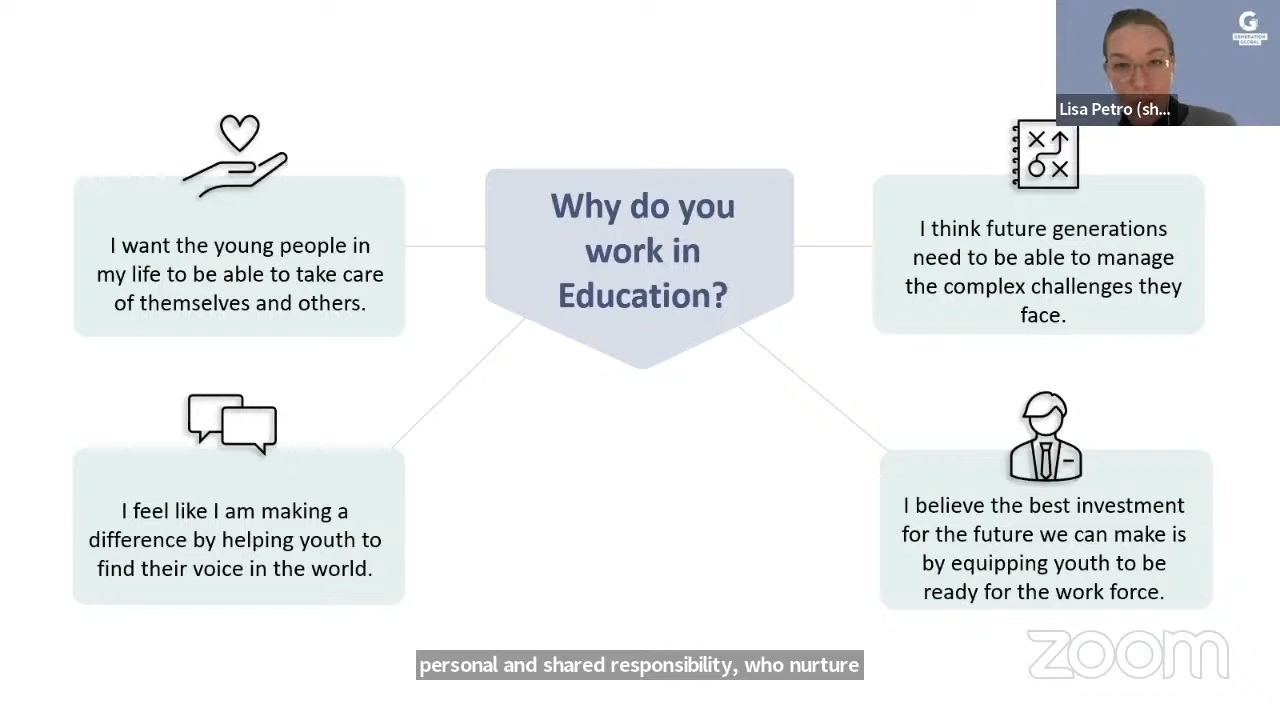 G
GENERATION
GLOBAL
Lisa Petro (sh...
Why do you
work in
Education?
I want the young people in
my life to be able to take care
of themselves and others.
I think future generations
need to be able to manage
the complex challenges they
face.
I feel like I am making a
difference by helping youth to
find their voice in the world.
I believe the best investment
for the future we can make is
by equipping youth to be
ready for the work force.
zoom
personal and shared responsibility, who nurture